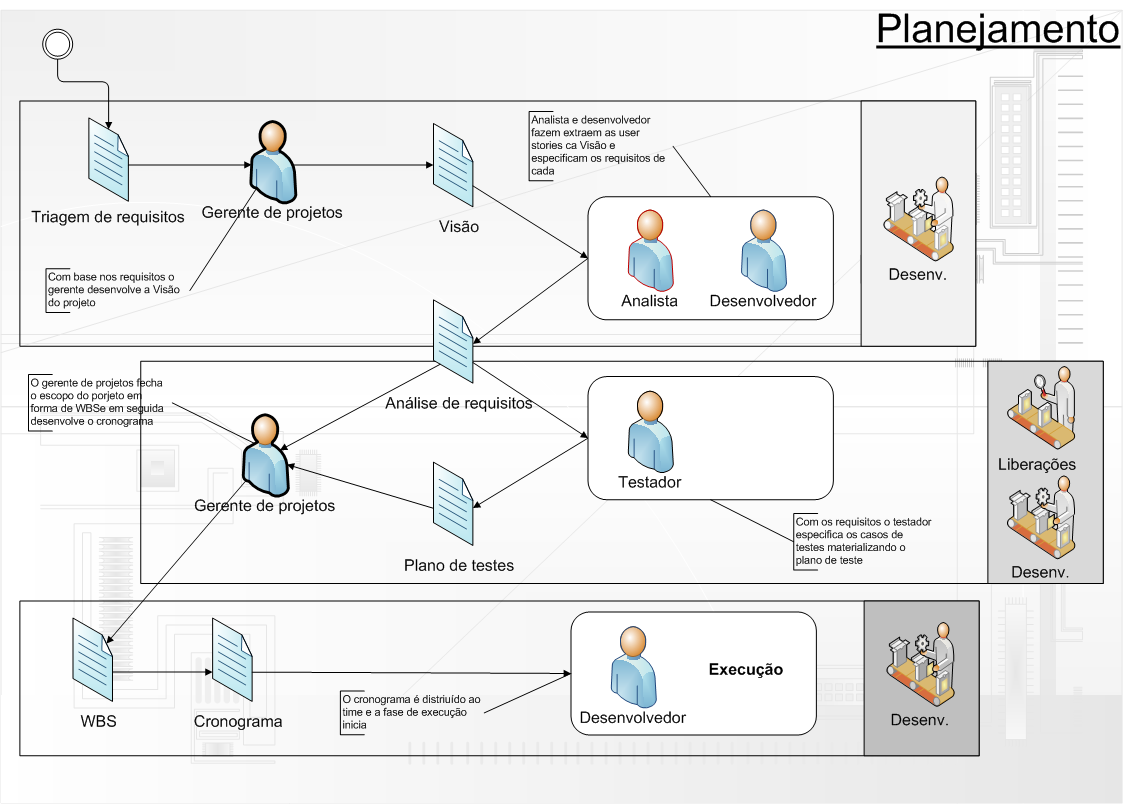 Planejamento
Analista e desenvolvedor
fazem extraem as user
stories ca Visão e
especificam os requisitos de
cada
Triagem de requisitos
Gerente de projetos
Visão
Com base nos requisitos o
gerente desenvolve a Visão
do projeto
Analista
Desenvolvedor
Desenv.
O gerente de projetos fecha
o escopo do porjeto em
forma de WBSe em seguida
desenvolve o cronograma
Análise de requisitos
Gerente de projetos
Testador
Liberações
Plano de testes
Com os requisitos o testador
especifica os casos de
testes materializando o
plano de teste
Desenv.
WBS
Cronograma
O cronograma é distriuído ao
time e a fase de execução
inicia
Desenvolvedor
Execução
Desenv.